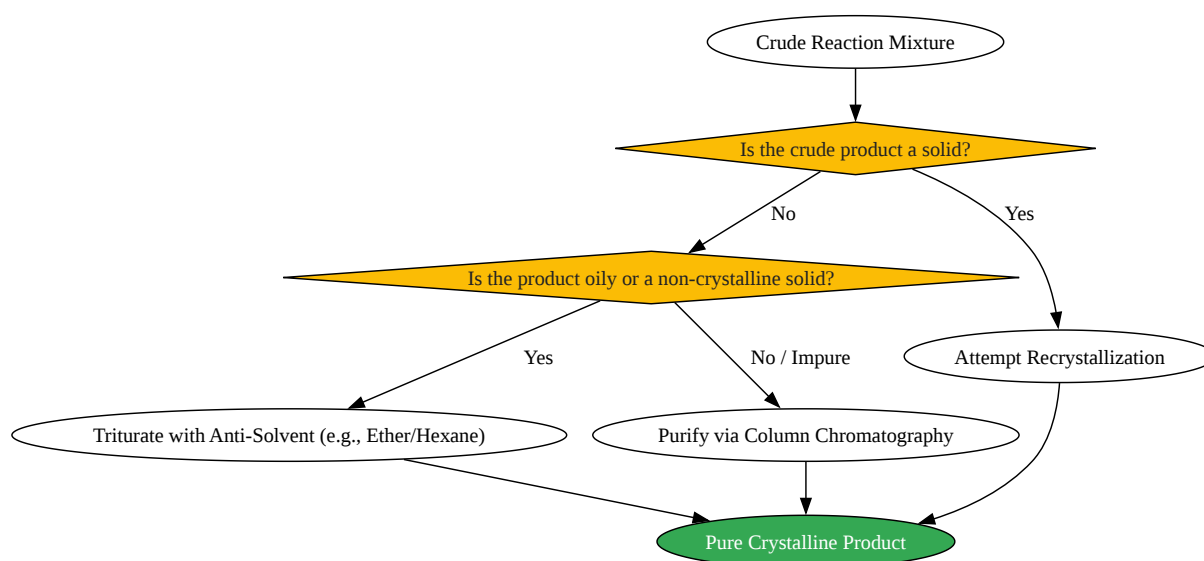 Crude Reaction Mixture
Is the crude product a solid?
No
Yes
Is the product oily or a non-crystalline solid?
Yes
No / Impure
Attempt Recrystallization
Triturate with Anti-Solvent (e.g., Ether/Hexane)
Purify via Column Chromatography
Pure Crystalline Product